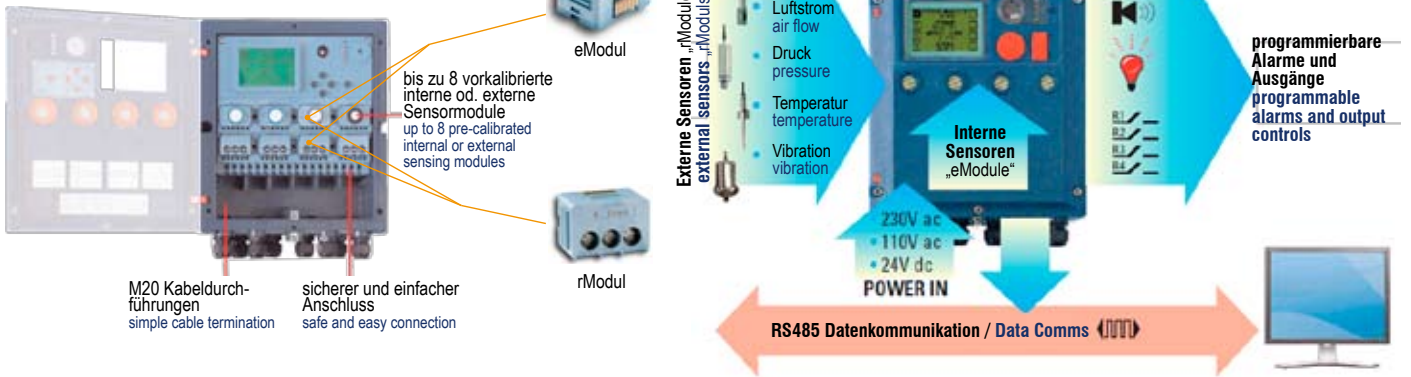 eModul
bis zu 8 vorkalibrierte
interne od. externe
Sensormodule
up to 8 pre-calibrated
internal or external
sensing modules
rModul
M20 Kabeldurch-
führungen
simple cable termination
sicherer und einfacher
Anschluss
safe and easy connection
Externe Sensoren „rModule
external sensors „rModuls
• Luftstrom
air flow
• Druck
pressure
• Temperatur
temperature
• Vibration
vibration
Interne
Sensoren
„eModule“
230V ac
• 110V ac
• 24V dc
POWER IN
R1
R2
R3
R4
programmierbare
Alarme und
Ausgänge
programmable
alarms and output
controls
RS485 Datenkommunikation / Data Comms